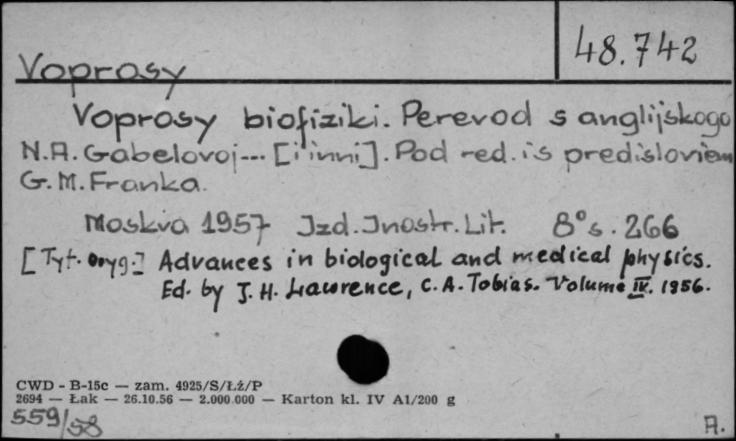 48.742
Voprosy
Voprosy biofiziki. Perevod s anglijskogo
N.A. Gabelovoj... [i inni]. Pod red. i s predisloviem
G.M. Franka.
Moskva 1957 Izd. Inostr. Lit. 8° s. 266
[Tyt. oryg.] Advances in biological and medical physics.
Ed. by J. H. Lawrence, C. A. Tobias. Volume IV. 1956.
CWD - B-15c — zam. 4925/S/Łź/P
2694 — Łak — 26.10.56 — 2.000.000 — Karton kl. IV A1/200 g
559/58
A.